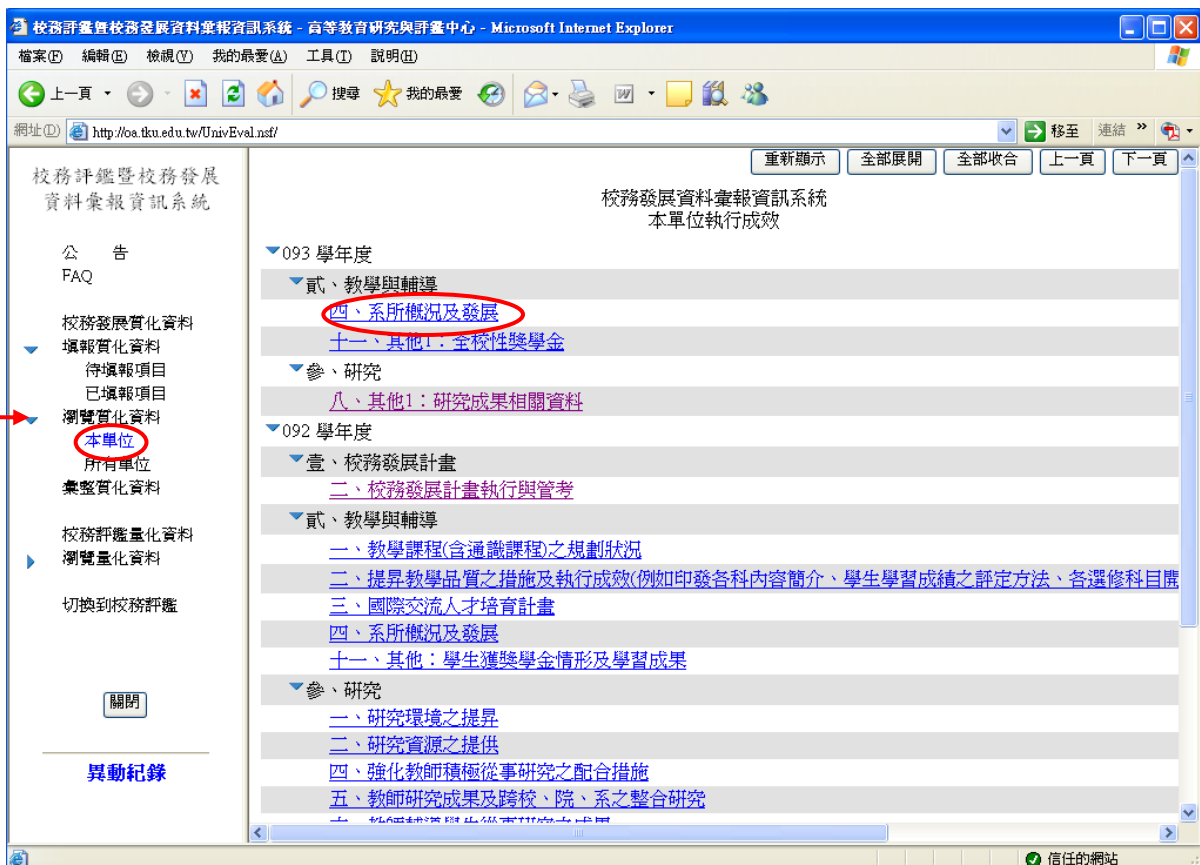 校務評鑑暨校務發展資料彙報資訊系統 - 高等教育研究與評鑑中心 - Microsoft Internet Explorer
檔案(F) 編輯(E) 檢視(V) 我的最愛(A) 工具(T) 說明(H)
上一頁 搜尋 我的最愛
網址(D) http://oa.tku.edu.tw/UnivEval.nsf/ 移至 連結 »
校務評鑑暨校務發展
資料彙報資訊系統
公 告
FAQ
校務發展質化資料
填報質化資料
待填報項目
已填報項目
瀏覽質化資料
本單位
所有單位
彙整質化資料
校務評鑑量化資料
瀏覽量化資料
切換到校務評鑑
關閉
異動紀錄
重新顯示 全部展開 全部收合 上一頁 下一頁
校務發展資料彙報資訊系統
本單位執行成效
093 學年度
貳、教學與輔導
四、系所概況及發展
十一、其他1：全校性獎學金
參、研究
八、其他1：研究成果相關資料
092 學年度
壹、校務發展計畫
二、校務發展計畫執行與管考
貳、教學與輔導
一、教學課程(含通識課程)之規劃狀況
二、提昇教學品質之措施及執行成效(例如印發各科內容簡介、學生學習成績之評定方法、各選修科目開
三、國際交流人才培育計畫
四、系所概況及發展
十一、其他：學生獲獎學金情形及學習成果
參、研究
一、研究環境之提昇
二、研究資源之提供
四、強化教師積極從事研究之配合措施
五、教師研究成果及跨校、院、系之整合研究
信任的網站